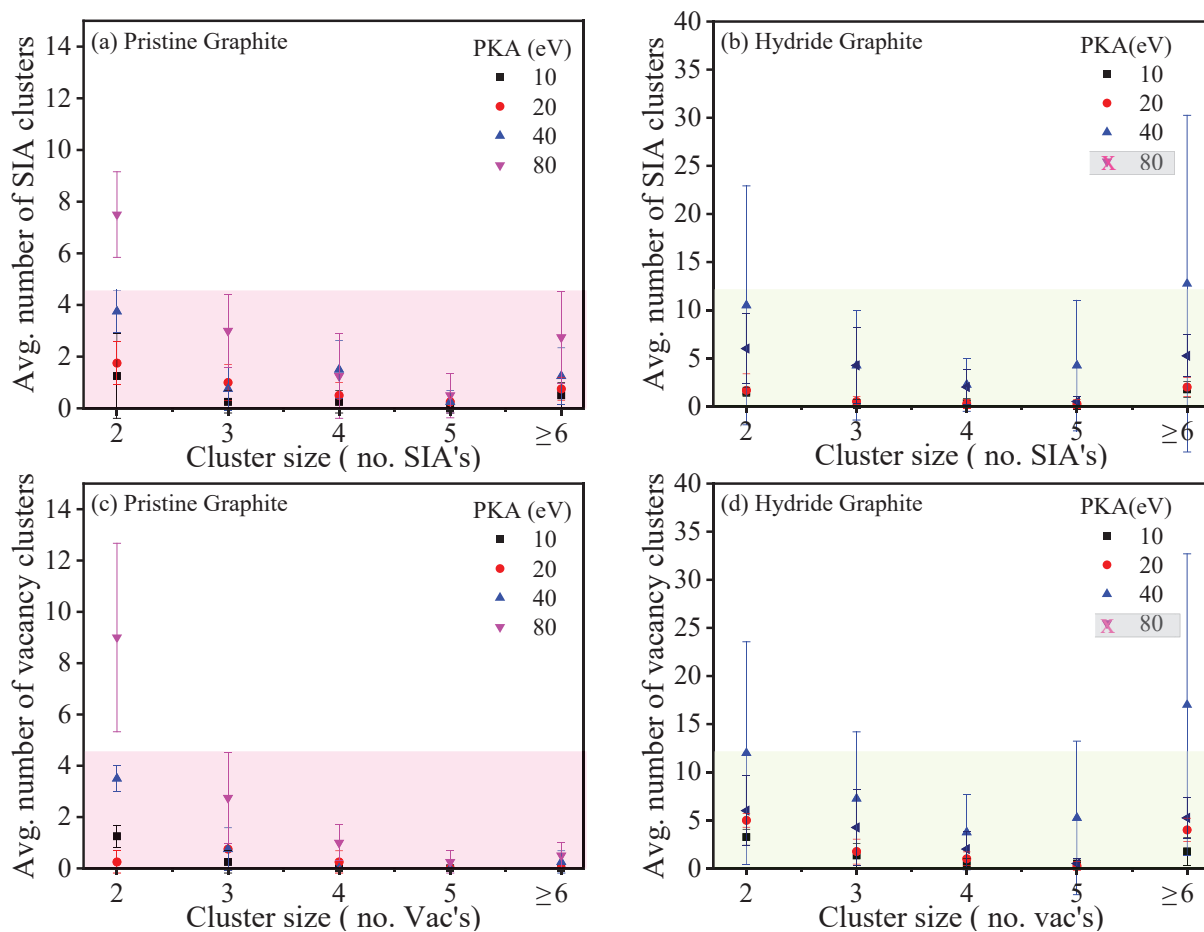 (a) Pristine Graphite
PKA (eV)
10
20
40
80
14
12
10
8
6
4
2
0
Avg. number of SIA clusters
2 3 4 5 ≥6
Cluster size ( no. SIA's)
(b) Hydride Graphite
PKA(eV)
10
20
40
X 80
40
35
30
25
20
15
10
5
0
Avg. number of SIA clusters
2 3 4 5 ≥6
Cluster size ( no. SIA's)
(c) Pristine Graphite
PKA (eV)
10
20
40
80
14
12
10
8
6
4
2
0
Avg. number of vacancy clusters
2 3 4 5 ≥6
Cluster size ( no. Vac's)
(d) Hydride Graphite
PKA(eV)
10
20
40
X 80
40
35
30
25
20
15
10
5
0
Avg. number of vacancy clusters
2 3 4 5 ≥6
Cluster size ( no. vac's)